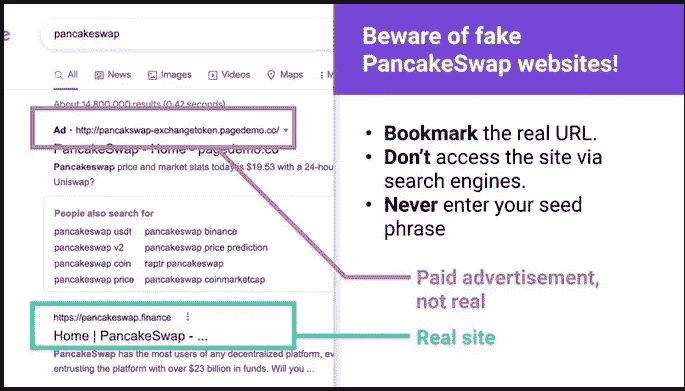 pancakeswap
All News Images Videos Maps
About 14,800,000 results (0.42 seconds)
Ad · http://pancakswap-exchangetoken.pagedemo.co/
PancakeSwap - Home - pagedemo.co
Pancakeswap price and market stats today is $19.53 with a 24-hour
Uniswap?
People also search for
pancakeswap usdt pancakeswap binance
pancakeswap v2 pancakeswap price prediction
pancakeswap coin raptr pancakeswap
pancakeswap price pancakeswap coinmarketcap
https://pancakeswap.finance
Home | PancakeSwap - ...
PancakeSwap has the most users of any decentralized platform, ev
entrusting the platform with over $23 billion in funds. Will you ...
Beware of fake
PancakeSwap websites!
• Bookmark the real URL.
• Don't access the site via
search engines.
• Never enter your seed
phrase
Paid advertisement,
not real
Real site